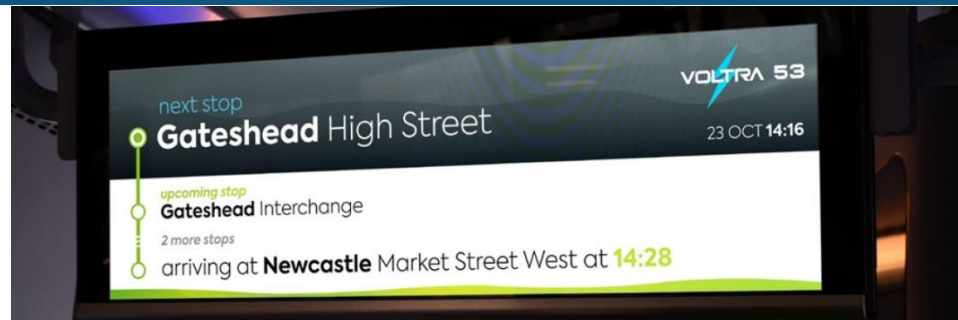 next stop
Gateshead High Street
VOLTRA 53
23 OCT 14:16
upcoming stop
Gateshead Interchange
2 more stops
arriving at Newcastle Market Street West at 14:28